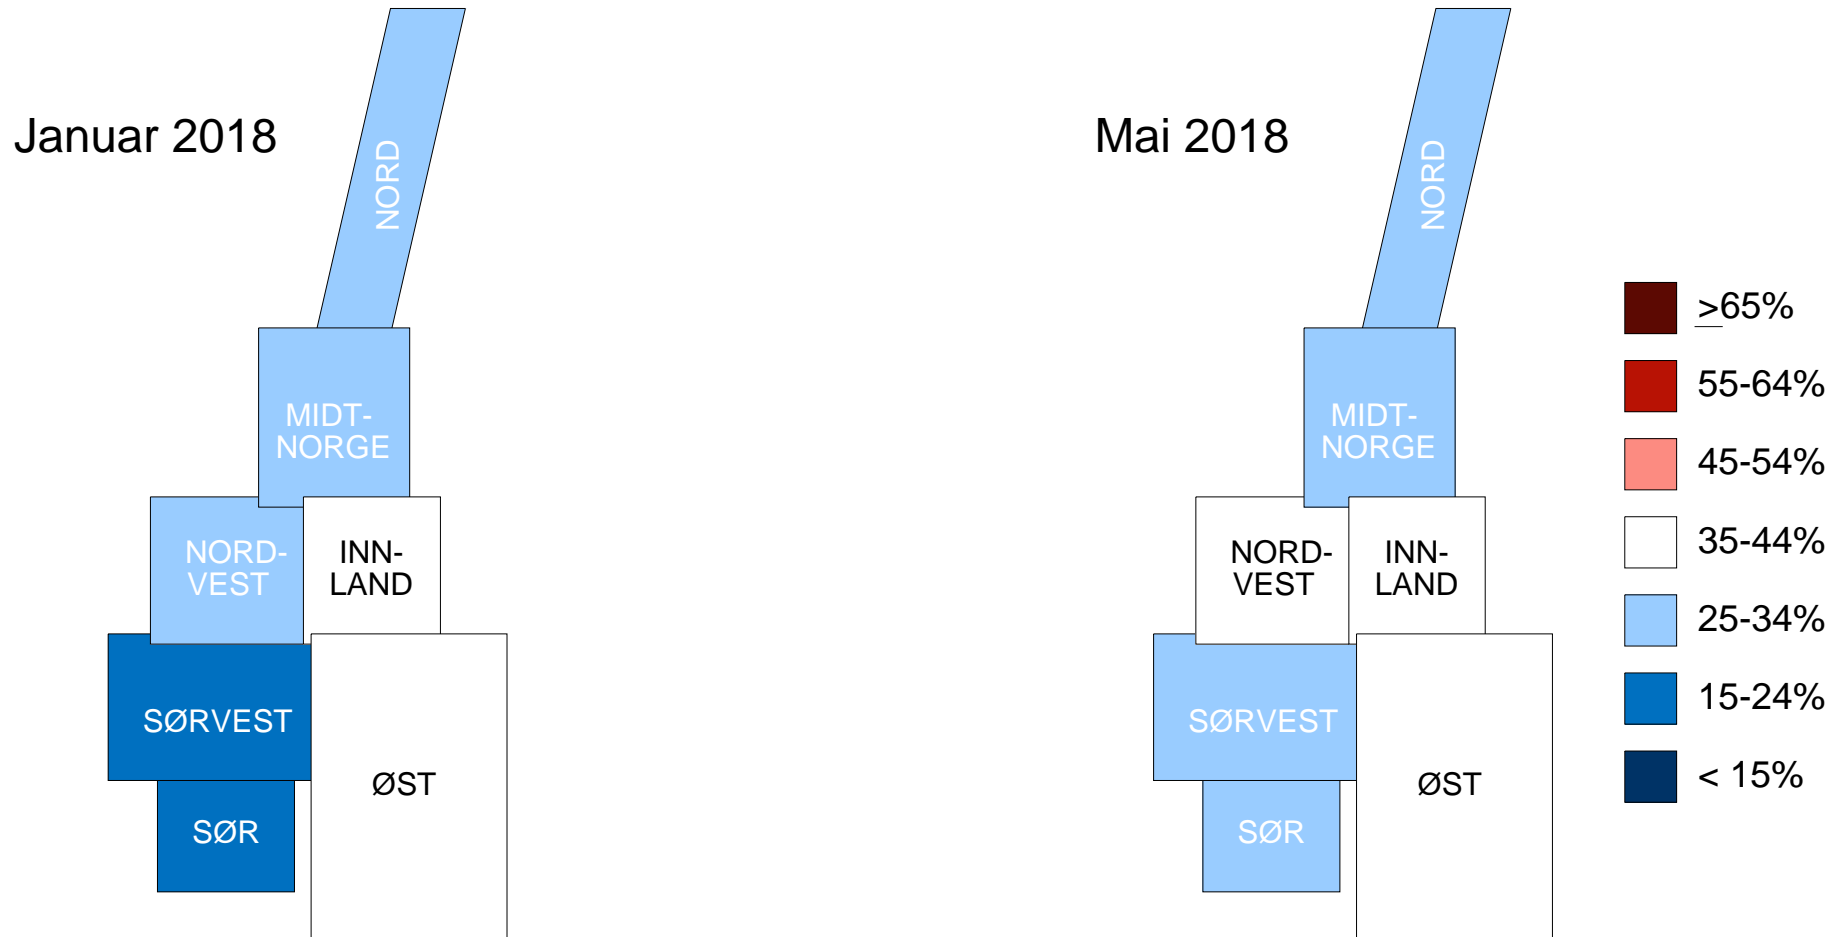 Januar 2018
NORD
MIDT-
NORGE
NORD-
VEST
INN-
LAND
SØRVEST
ØST
SØR
Mai 2018
NORD
MIDT-
NORGE
NORD-
VEST
INN-
LAND
SØRVEST
ØST
SØR
≥65%
55-64%
45-54%
35-44%
25-34%
15-24%
< 15%